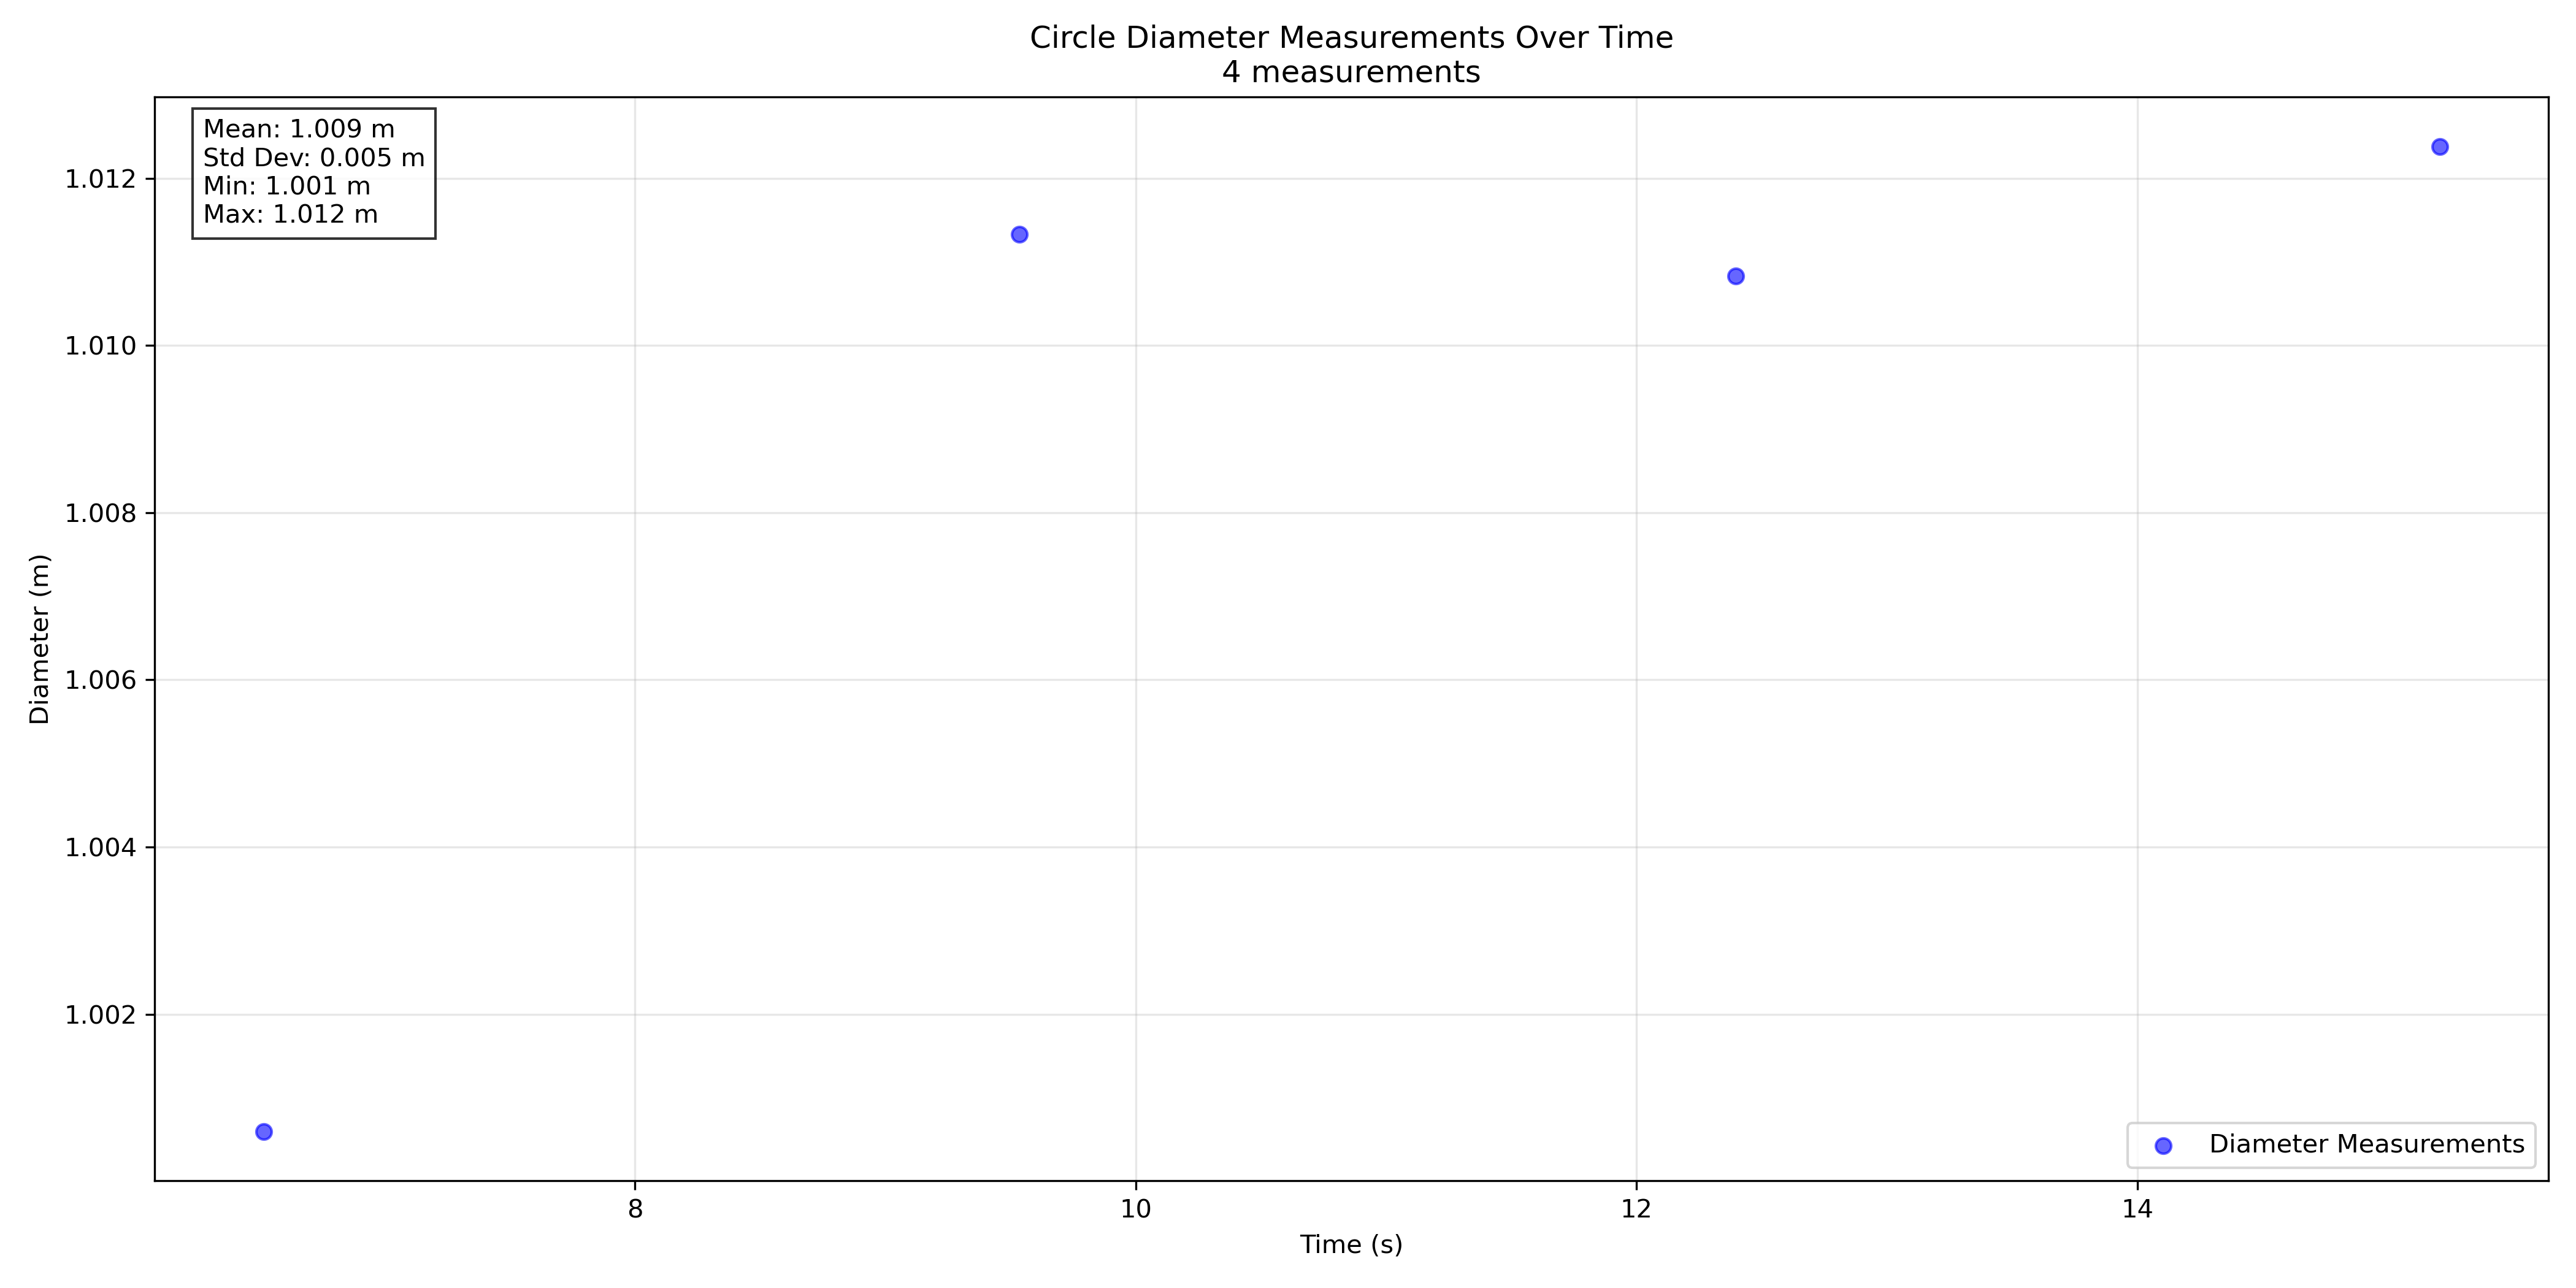 Circle Diameter Measurements Over Time
4 measurements
Mean: 1.009 m
Std Dev: 0.005 m
Min: 1.001 m
Max: 1.012 m
1.012
1.010
1.008
1.006
1.004
1.002
Diameter (m)
Diameter Measurements
8 10 12 14
Time (s)